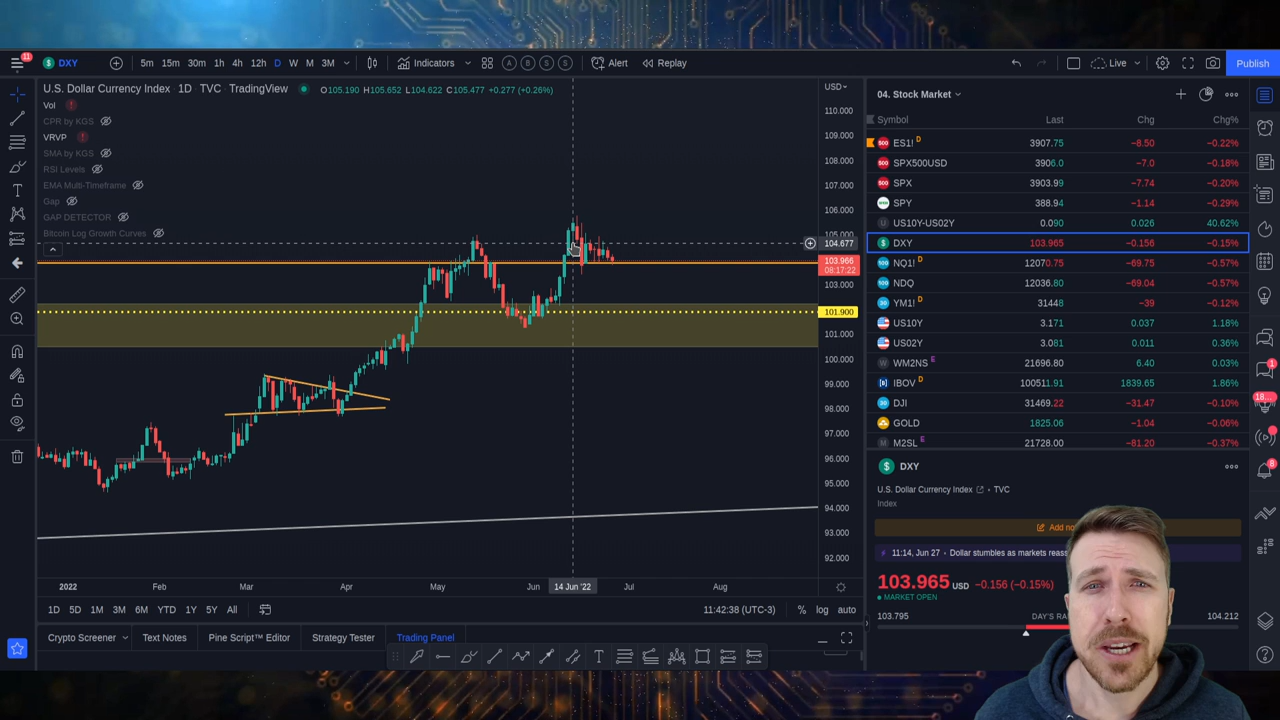 11
DXY
5m 15m 30m 1h 4h 12h D W M 3M
Indicators
A B S S
Alert
Replay
Live
Publish
U.S. Dollar Currency Index · 1D · TVC · TradingView
O105.190 H105.652 L104.622 C105.477 +0.277 (+0.26%)
Vol
CPR by KGS
VRVP
SMA by KGS
RSI Levels
EMA Multi-Timeframe
Gap
GAP DETECTOR
Bitcoin Log Growth Curves
USD
110.000
109.000
108.000
107.000
106.000
105.000
104.677
103.966
08:17:22
103.000
101.900
101.000
100.000
99.000
98.000
97.000
96.000
95.000
94.000
93.000
92.000
2022 Feb Mar Apr May Jun 14 Jun '22 Jul Aug
1D 5D 1M 3M 6M YTD 1Y 5Y All
11:42:38 (UTC-3) % log auto
Crypto Screener
Text Notes
Pine Script™ Editor
Strategy Tester
Trading Panel
04. Stock Market
Symbol Last Chg Chg%
ES1! D 3907.75 −8.50 −0.22%
SPX500USD 3906.0 −7.0 −0.18%
SPX 3903.99 −7.74 −0.20%
SPY 388.94 −1.14 −0.29%
US10Y-US02Y 0.090 0.026 40.62%
DXY 103.965 −0.156 −0.15%
NQ1! D 12070.75 −69.75 −0.57%
NDQ 12036.80 −69.04 −0.57%
YM1! D 31448 −39 −0.12%
US10Y 3.171 0.037 1.18%
US02Y 3.081 0.011 0.36%
WM2NS E 21696.80 6.40 0.03%
IBOV D 100511.91 1839.65 1.86%
DJI 31469.22 −31.47 −0.10%
GOLD 1825.06 −1.04 −0.06%
M2SL E 21728.00 −81.20 −0.37%
DXY
U.S. Dollar Currency Index • TVC
Index
Add
11:14, Jun 27 · Dollar stumbles as markets
103.965 USD −0.156 (−0.15%)
MARKET OPEN
103.795 DAY'S 104.212
1
18...
8